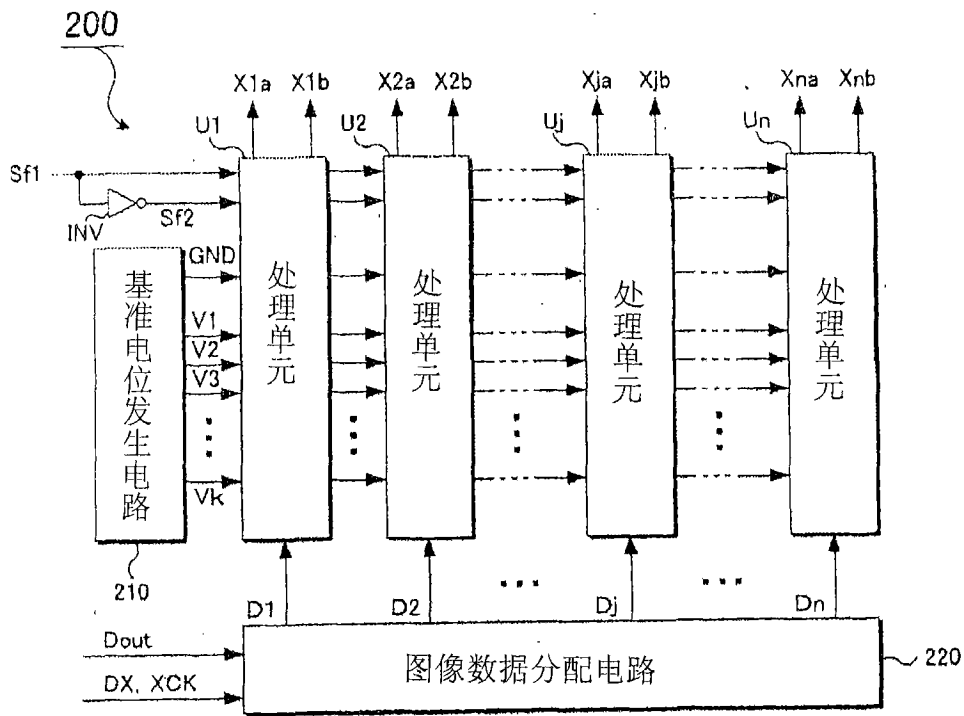 200
X1a X1b X2a X2b Xja Xjb Xna Xnb
U1 U2 Uj Un
Sf1
Sf2
INV
GND
V1
V2
V3
Vk
基准电位发生电路
处理单元
处理单元
处理单元
处理单元
210
D1 D2 Dj Dn
Dout
DX, XCK
图像数据分配电路
220